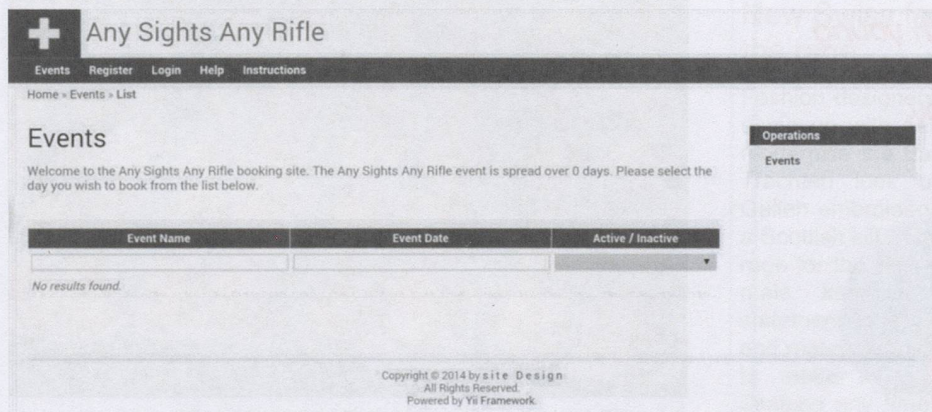 Any Sights Any Rifle
Events Register Login Help Instructions
Home » Events » List
Events
Welcome to the Any Sights Any Rifle booking site. The Any Sights Any Rifle event is spread over 0 days. Please select the
day you wish to book from the list below.
Operations
Events
Event Name Event Date Active / Inactive
No results found.
Copyright © 2014 by site Design
All Rights Reserved.
Powered by Yii Framework.